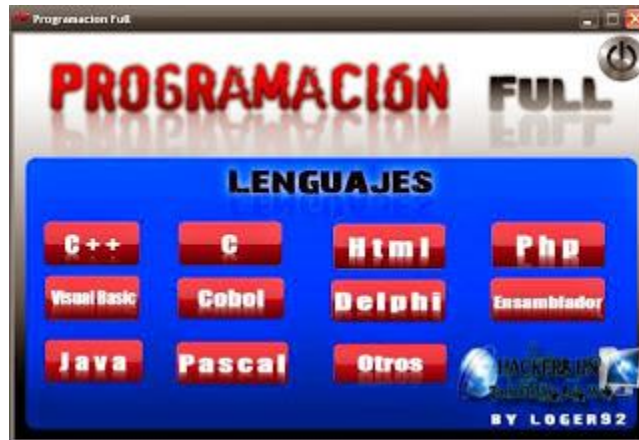 Programacion Full
PROGRAMACIÓN FULL
LENGUAJES
C++ C Html Php
Visual Basic Cobol Delphi Ensamblador
Java Pascal Otros
BY LOGER92